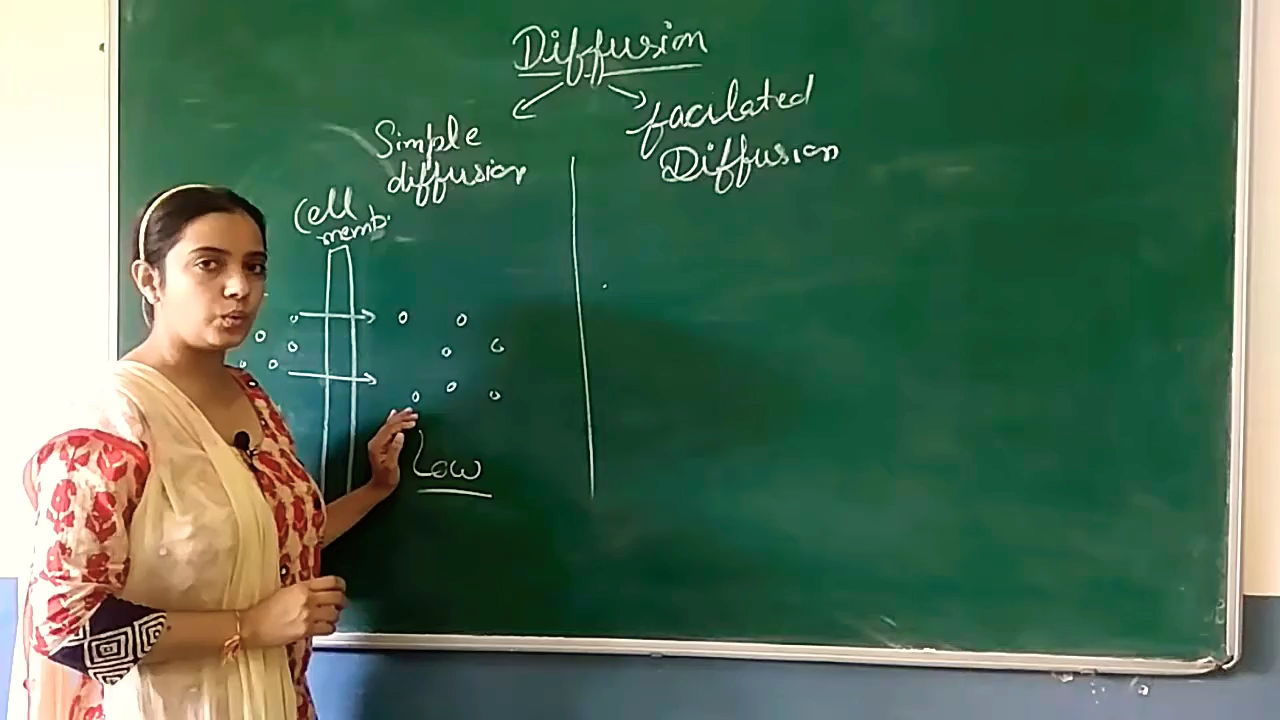 Diffusion
Simple
diffusion
facilated
Diffusion
Cell
memb.
Low